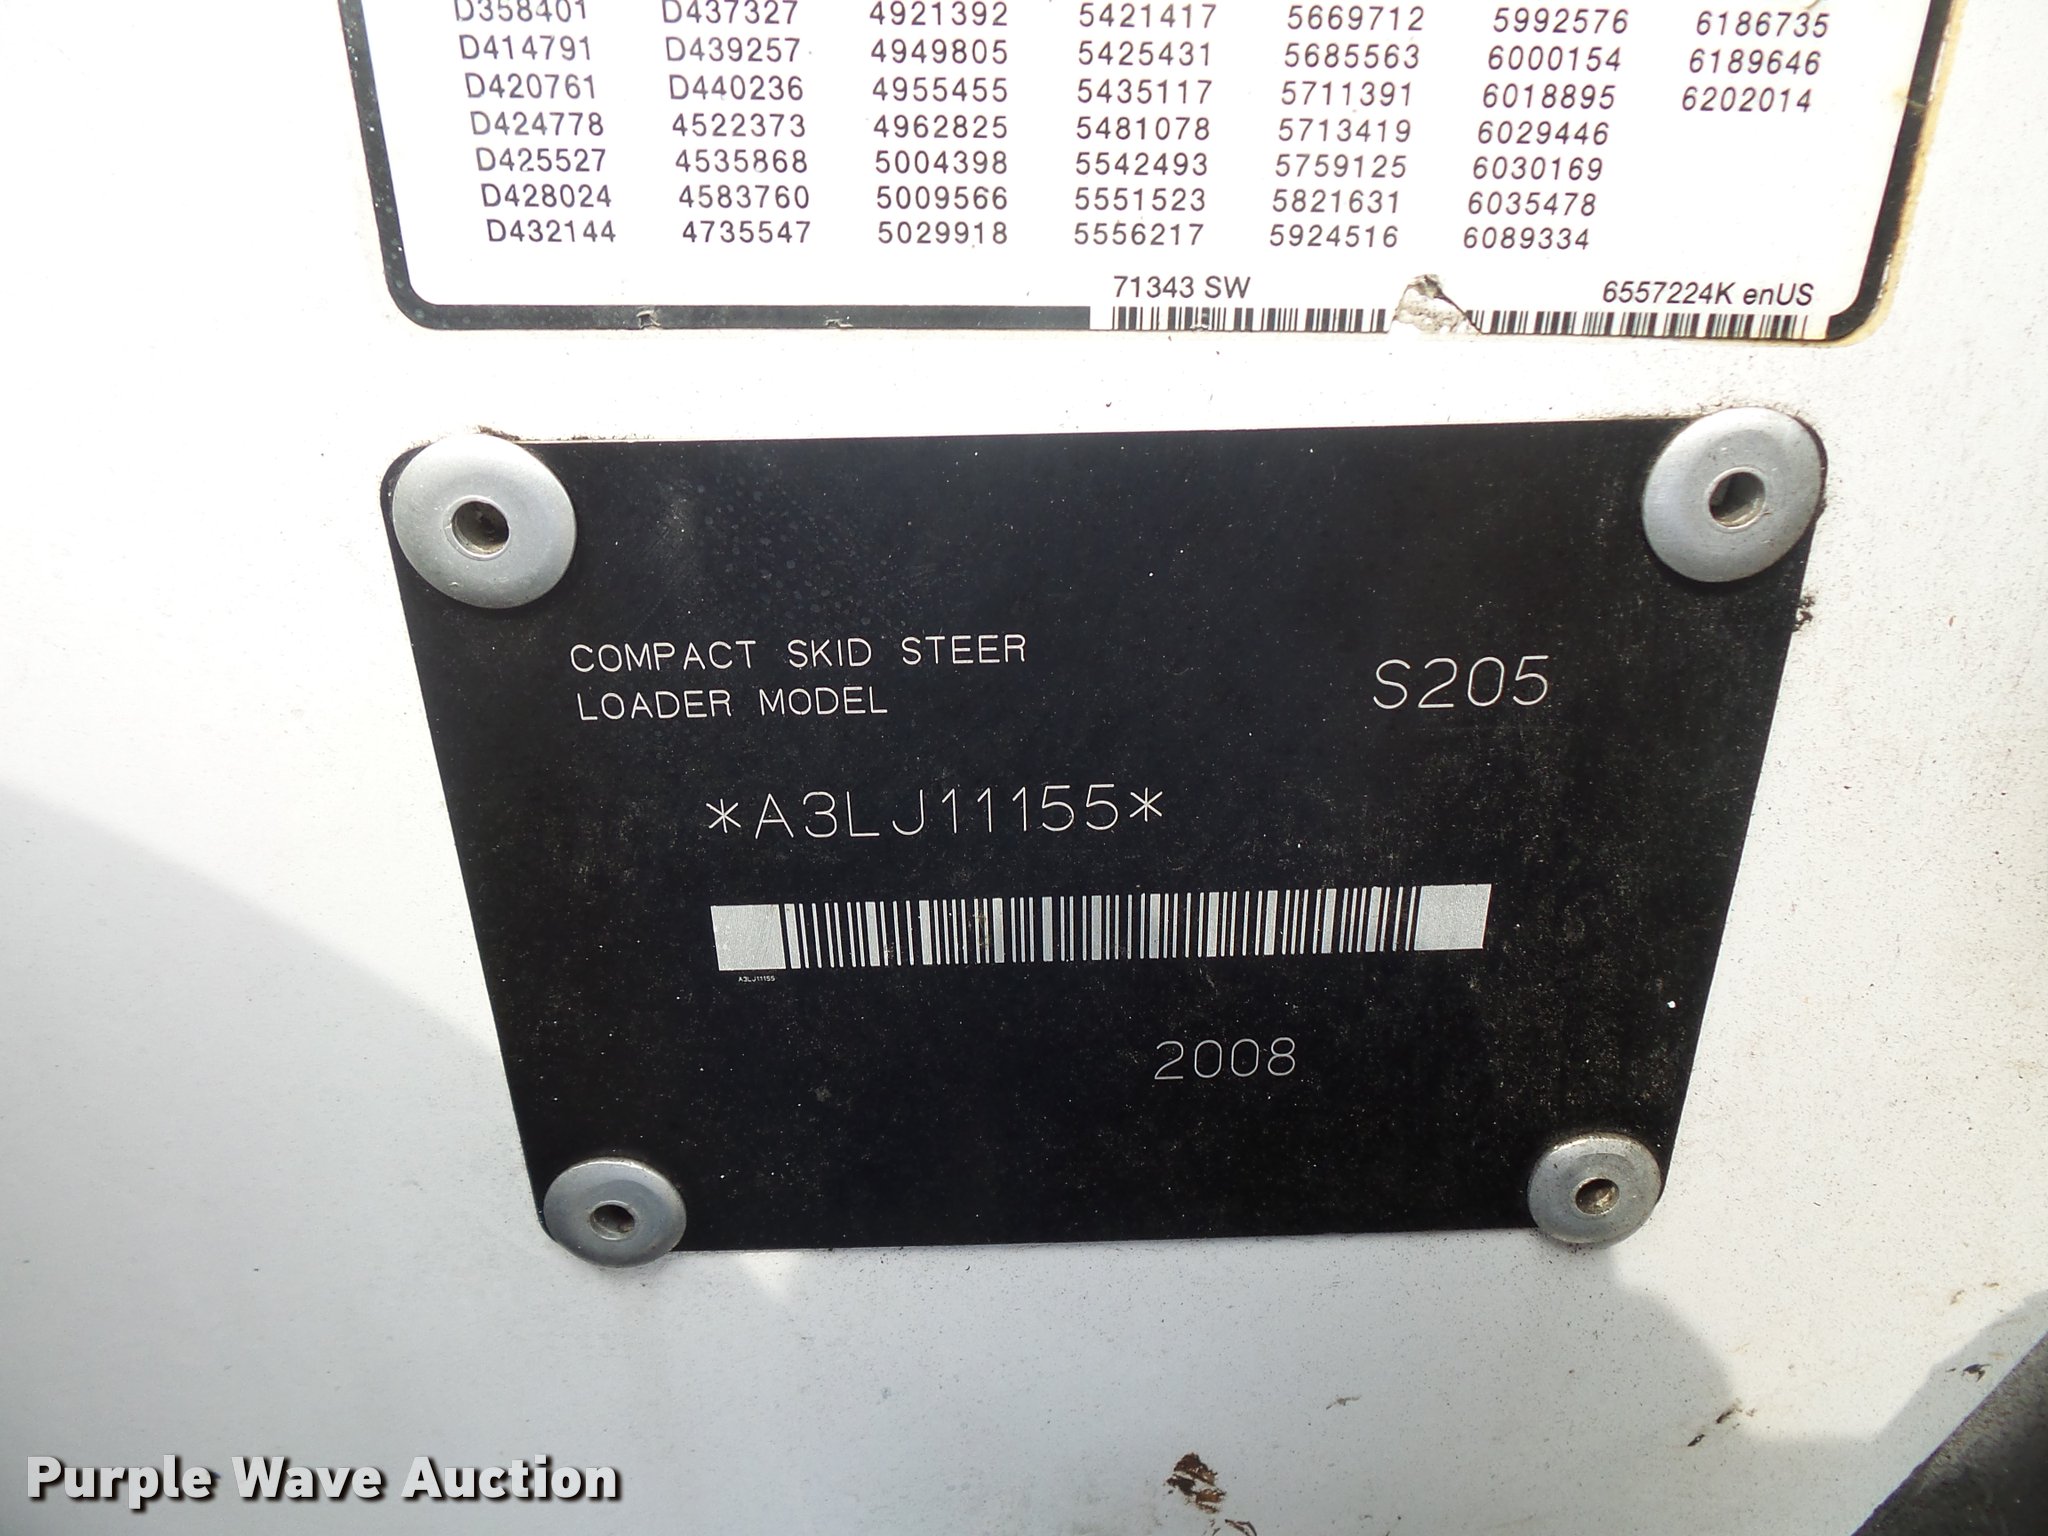 D358401 D437327 4921392 5421417 5669712 5992576 6186735
D414791 D439257 4949805 5425431 5685563 6000154 6189646
D420761 D440236 4955455 5435117 5711391 6018895 6202014
D424778 4522373 4962825 5481078 5713419 6029446
D425527 4535868 5004398 5542493 5759125 6030169
D428024 4583760 5009566 5551523 5821631 6035478
D432144 4735547 5029918 5556217 5924516 6089334
71343 SW 6557224K enUS
COMPACT SKID STEER
LOADER MODEL S205
*A3LJ11155*
A3LJ11155
2008
Purple Wave Auction